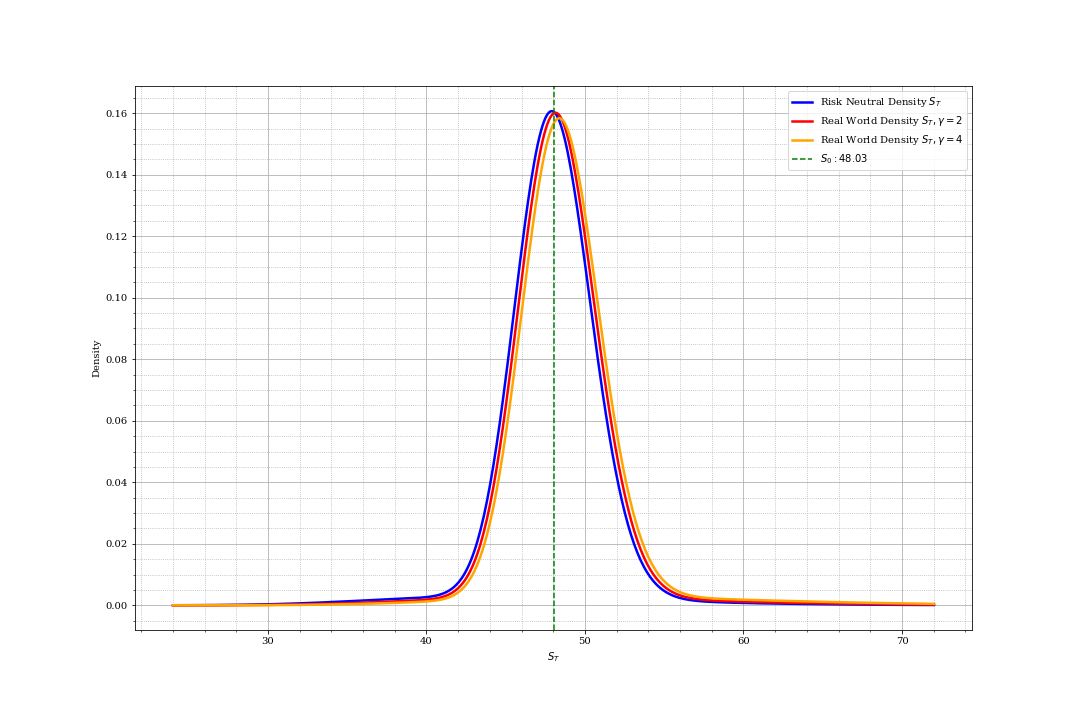 Risk Neutral Density $S_T$
Real World Density $S_T, \gamma = 2$
Real World Density $S_T, \gamma = 4$
$S_0 : 48.03$
0.16
0.14
0.12
0.10
0.08
0.06
0.04
0.02
0.00
Density
30 40 50 60 70
$S_T$